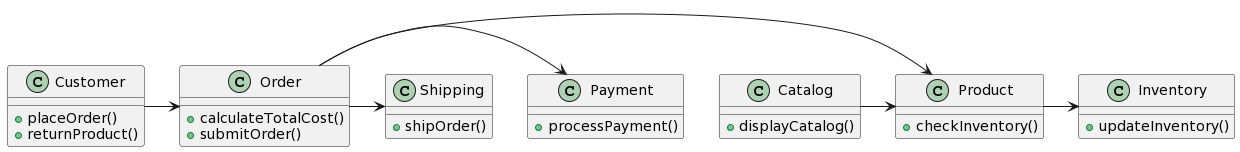 C Customer
placeOrder()
returnProduct()
C Order
calculateTotalCost()
submitOrder()
C Shipping
shipOrder()
C Payment
processPayment()
C Catalog
displayCatalog()
C Product
checkInventory()
C Inventory
updateInventory()